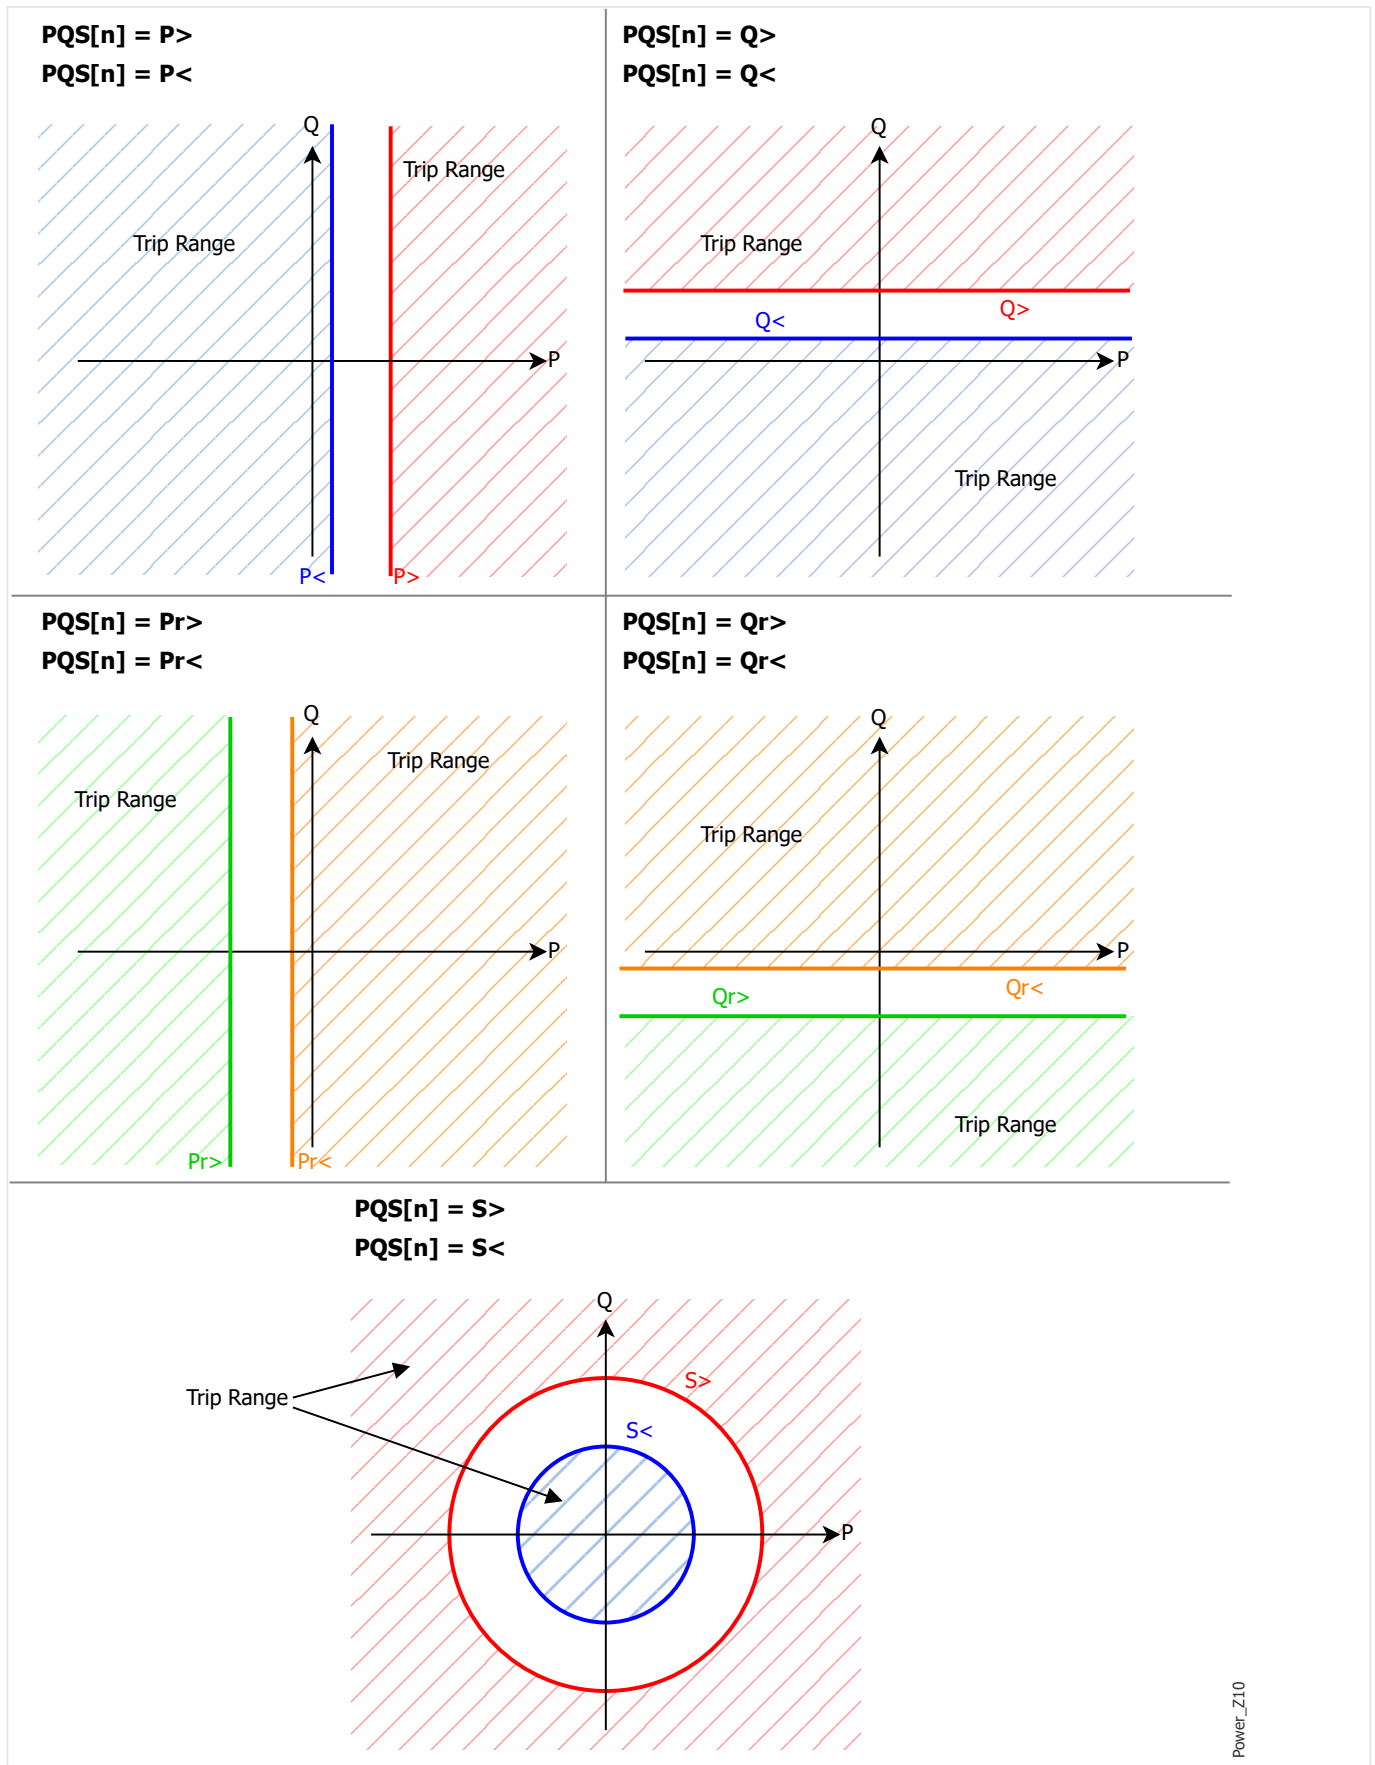 PQS[n] = P>
PQS[n] = P<
Q
Trip Range
Trip Range
P
P<
P>
PQS[n] = Q>
PQS[n] = Q<
Q
Trip Range
Q>
Q<
P
Trip Range
PQS[n] = Pr>
PQS[n] = Pr<
Q
Trip Range
Trip Range
P
Pr>
Pr<
PQS[n] = Qr>
PQS[n] = Qr<
Q
Trip Range
P
Qr<
Qr>
Trip Range
PQS[n] = S>
PQS[n] = S<
Q
S>
Trip Range
S<
P
Power_Z10